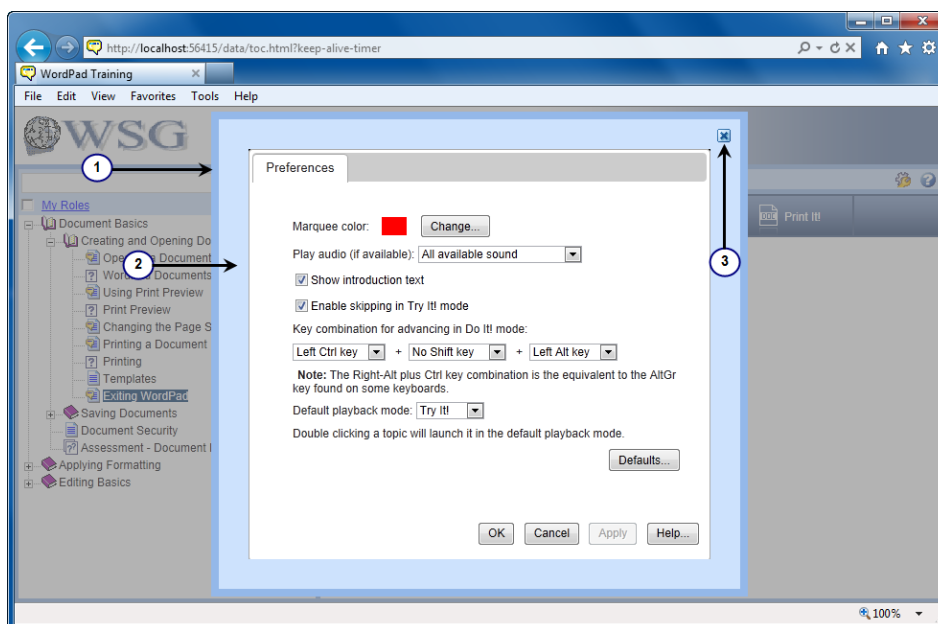 http://localhost:56415/data/toc.html?keep-alive-timer
WordPad Training
File Edit View Favorites Tools Help
WSG
1
Preferences
My Roles
Print It!
Document Basics
Marquee color: Change...
Creating and Opening Do
Play audio (if available): All available sound
3
2
Show introduction text
Using Print Preview
Enable skipping in Try It! mode
Print Preview
Changing the Page S
Key combination for advancing in Do It! mode:
Printing a Document
Left Ctrl key + No Shift key + Left Alt key
Printing
Note: The Right-Alt plus Ctrl key combination is the equivalent to the AltGr
Templates
key found on some keyboards.
Exiting WordPad
Saving Documents
Default playback mode: Try It!
Document Security
Double clicking a topic will launch it in the default playback mode.
Assessment - Document
Applying Formatting
Defaults...
Editing Basics
OK Cancel Apply Help...
100%